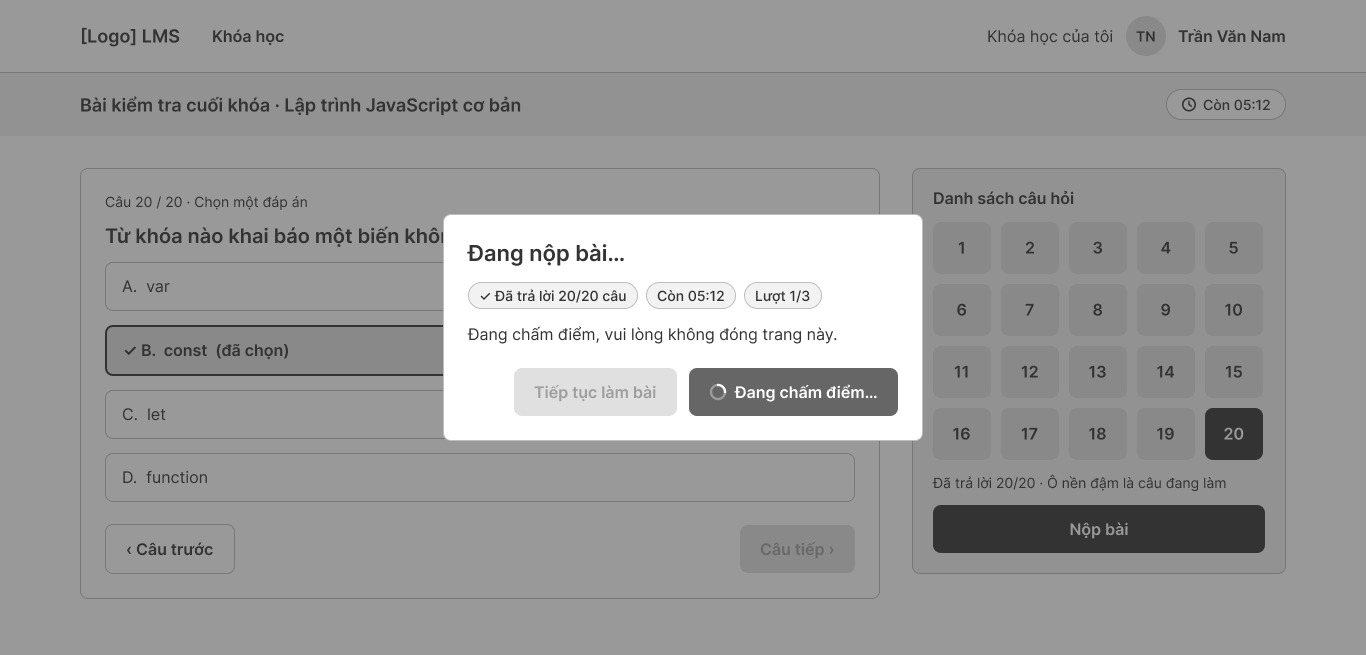 [Logo] LMS Khóa học Khóa học của tôi TN Trần Văn Nam
Bài kiểm tra cuối khóa · Lập trình JavaScript cơ bản Còn 05:12
Câu 20 / 20 · Chọn một đáp án
Từ khóa nào khai báo một biến
A. var
✓ B. const (đã chọn)
C. let
D. function
‹ Câu trước Câu tiếp ›
Đang nộp bài...
✓ Đã trả lời 20/20 câu Còn 05:12 Lượt 1/3
Đang chấm điểm, vui lòng không đóng trang này.
Tiếp tục làm bài Đang chấm điểm...
Danh sách câu hỏi
1 2 3 4 5
6 7 8 9 10
11 12 13 14 15
16 17 18 19 20
Đã trả lời 20/20 · Ô nền đậm là câu đang làm
Nộp bài